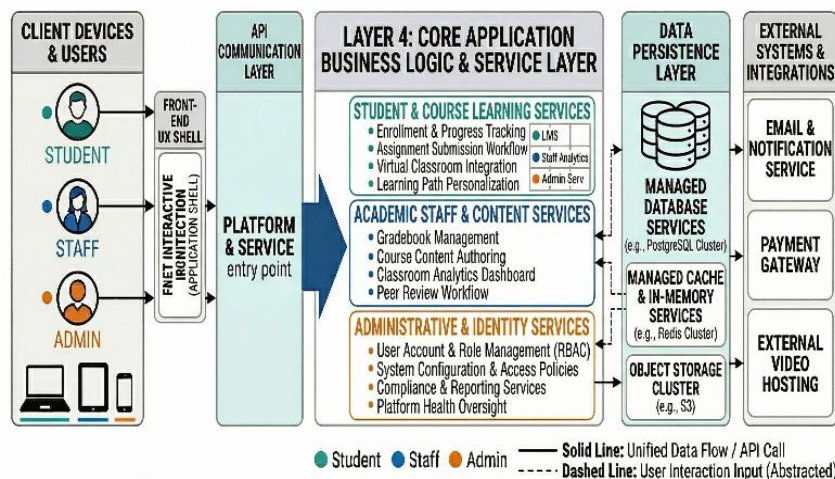 CLIENT DEVICES
& USERS
STUDENT
STAFF
ADMIN
FRONT-
END
UX SHELL
FNET INTERACTIVE
IRONITECTION
(APPLICATION SHELL)
API
COMMUNICATION
LAYER
PLATFORM
& SERVICE
entry point
LAYER 4: CORE APPLICATION
BUSINESS LOGIC & SERVICE LAYER
STUDENT & COURSE LEARNING SERVICES
• Enrollment & Progress Tracking
• Assignment Submission Workflow
• Virtual Classroom Integration
• Learning Path Personalization
LMS
Staff Analytics
Admin Serv
ACADEMIC STAFF & CONTENT SERVICES
• Gradebook Management
• Course Content Authoring
• Classroom Analytics Dashboard
• Peer Review Workflow
ADMINISTRATIVE & IDENTITY SERVICES
• User Account & Role Management (RBAC)
• System Configuration & Access Policies
• Compliance & Reporting Services
• Platform Health Oversight
DATA
PERSISTENCE
LAYER
MANAGED
DATABASE
SERVICES
(e.g., PostgreSQL Cluster)
MANAGED CACHE
& IN-MEMORY
SERVICES
(e.g., Redis Cluster)
OBJECT STORAGE
CLUSTER
(e.g., S3)
EXTERNAL
SYSTEMS &
INTEGRATIONS
EMAIL &
NOTIFICATION
SERVICE
PAYMENT
GATEWAY
EXTERNAL
VIDEO
HOSTING
Student Staff Admin
Solid Line: Unified Data Flow / API Call
Dashed Line: User Interaction Input (Abstracted)